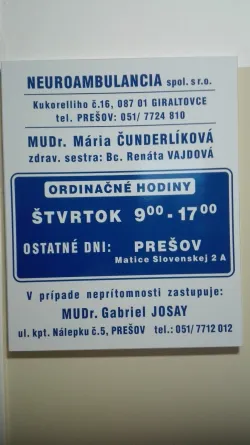 NEUROAMBULANCIA spol. s r.o.
Kukorelliho č.16, 087 01 GIRALTOVCE
tel. PREŠOV: 051/ 7724 810
MUDr. Mária ČUNDERLÍKOVÁ
zdrav. sestra: Bc. Renáta VAJDOVÁ
ORDINAČNÉ HODINY
ŠTVRTOK 9⁰⁰ - 17⁰⁰
OSTATNÉ DNI: PREŠOV
Matice Slovenskej 2 A
V prípade neprítomnosti zastupuje:
MUDr. Gabriel JOSAY
ul. kpt. Nálepku č.5, PREŠOV tel.: 051/ 7712 012